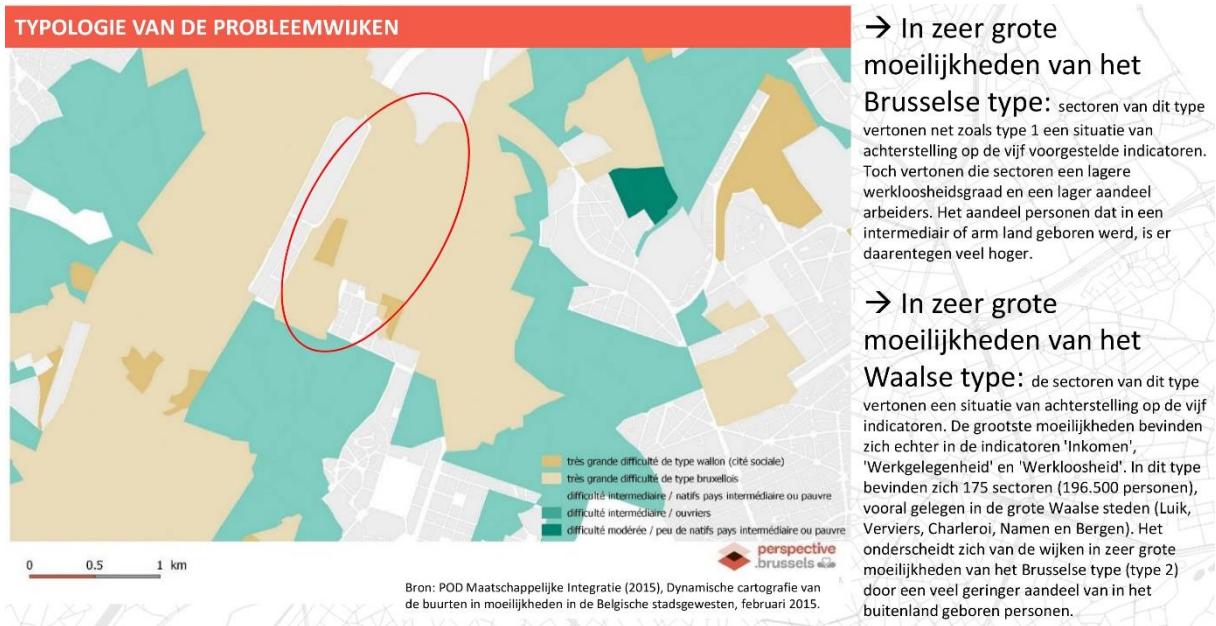 TYPOLOGIE VAN DE PROBLEEMWIJKEN
très grande difficulté de type wallon (cité sociale)
très grande difficulté de type bruxellois
difficulté intermediaire / natifs pays intermédiaire ou pauvre
difficulté intermédiaire / ouvriers
difficulté modérée / peu de natifs pays intermédiaire ou pauvre
0 0.5 1 km
perspective
.brussels
Bron: POD Maatschappelijke Integratie (2015), Dynamische cartografie van
de buurten in moeilijkheden in de Belgische stadsgewesten, februari 2015.
→ In zeer grote
moeilijkheden van het
Brusselse type: sectoren van dit type
vertonen net zoals type 1 een situatie van
achterstelling op de vijf voorgestelde indicatoren.
Toch vertonen die sectoren een lagere
werkloosheidsgraad en een lager aandeel
arbeiders. Het aandeel personen dat in een
intermediair of arm land geboren werd, is er
daarentegen veel hoger.
→ In zeer grote
moeilijkheden van het
Waalse type: de sectoren van dit type
vertonen een situatie van achterstelling op de vijf
indicatoren. De grootste moeilijkheden bevinden
zich echter in de indicatoren 'Inkomen',
'Werkgelegenheid' en 'Werkloosheid'. In dit type
bevinden zich 175 sectoren (196.500 personen),
vooral gelegen in de grote Waalse steden (Luik,
Verviers, Charleroi, Namen en Bergen). Het
onderscheidt zich van de wijken in zeer grote
moeilijkheden van het Brusselse type (type 2)
door een veel geringer aandeel van in het
buitenland geboren personen.